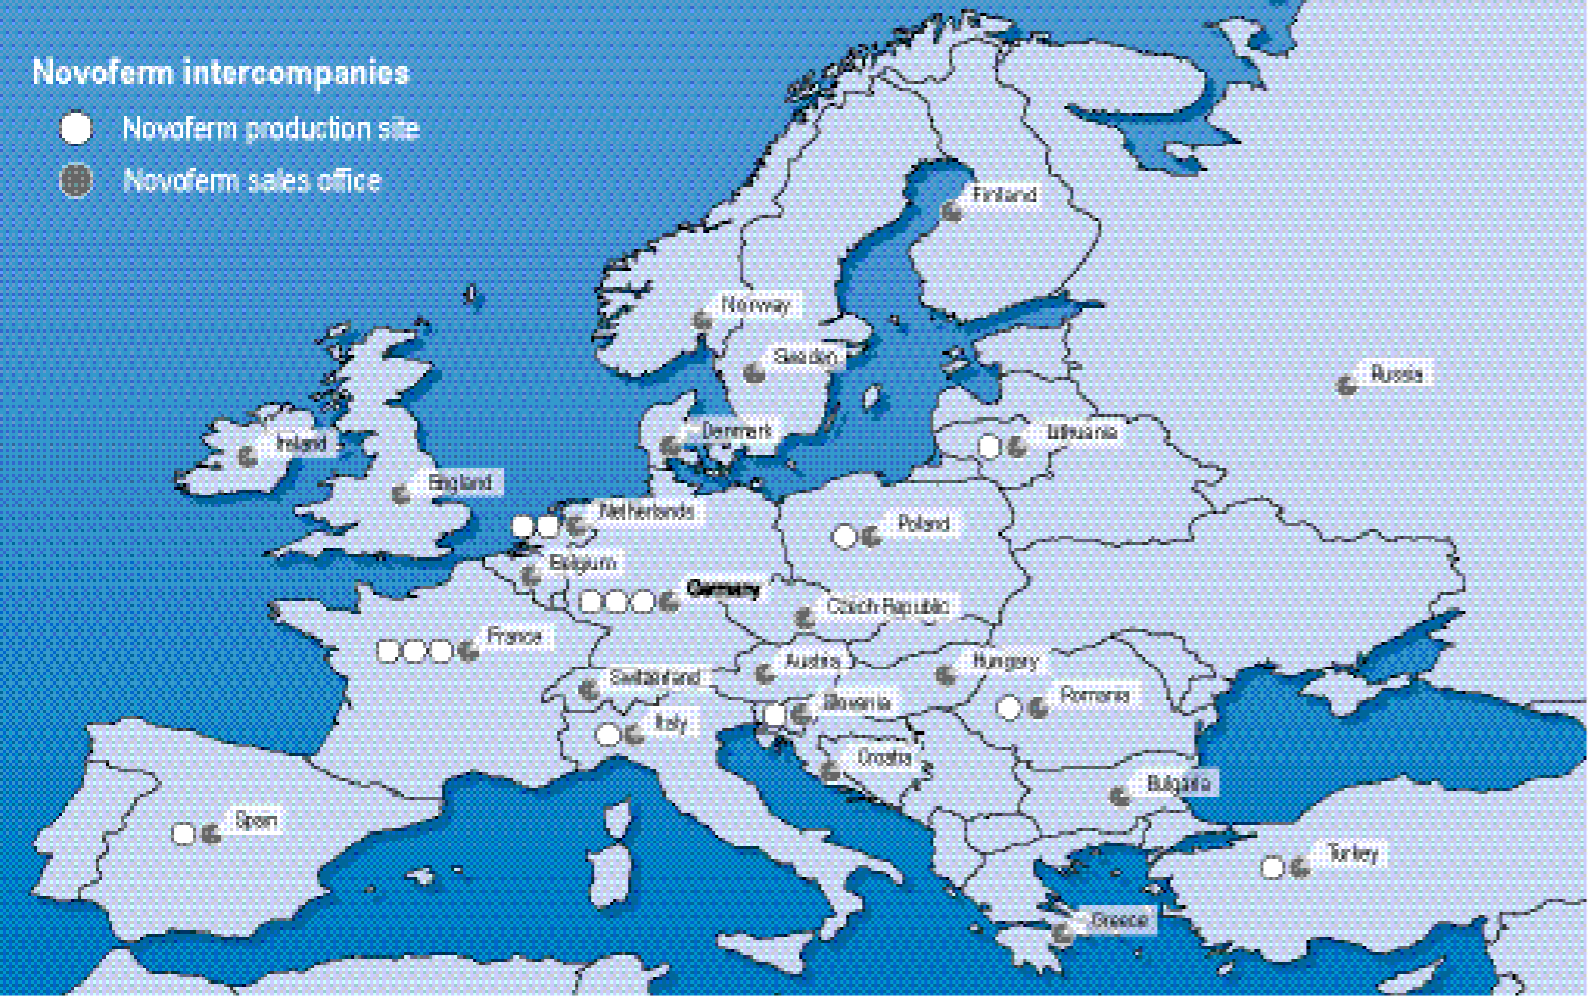 Novoferm intercompanies
Novoferm production site
Novoferm sales office
Finland
Norway
Sweden
Russia
Denmark
Lithuania
Ireland
England
Netherlands
Poland
Belgium
Germany
Czech Republic
France
Austria
Hungary
Switzerland
Romania
Slovenia
Italy
Croatia
Bulgaria
Spain
Turkey
Greece